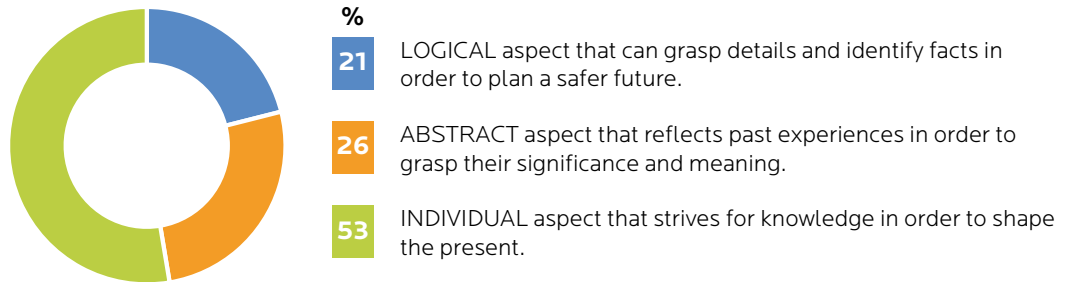 %
21
LOGICAL aspect that can grasp details and identify facts in
order to plan a safer future.
26
ABSTRACT aspect that reflects past experiences in order to
grasp their significance and meaning.
53
INDIVIDUAL aspect that strives for knowledge in order to shape
the present.